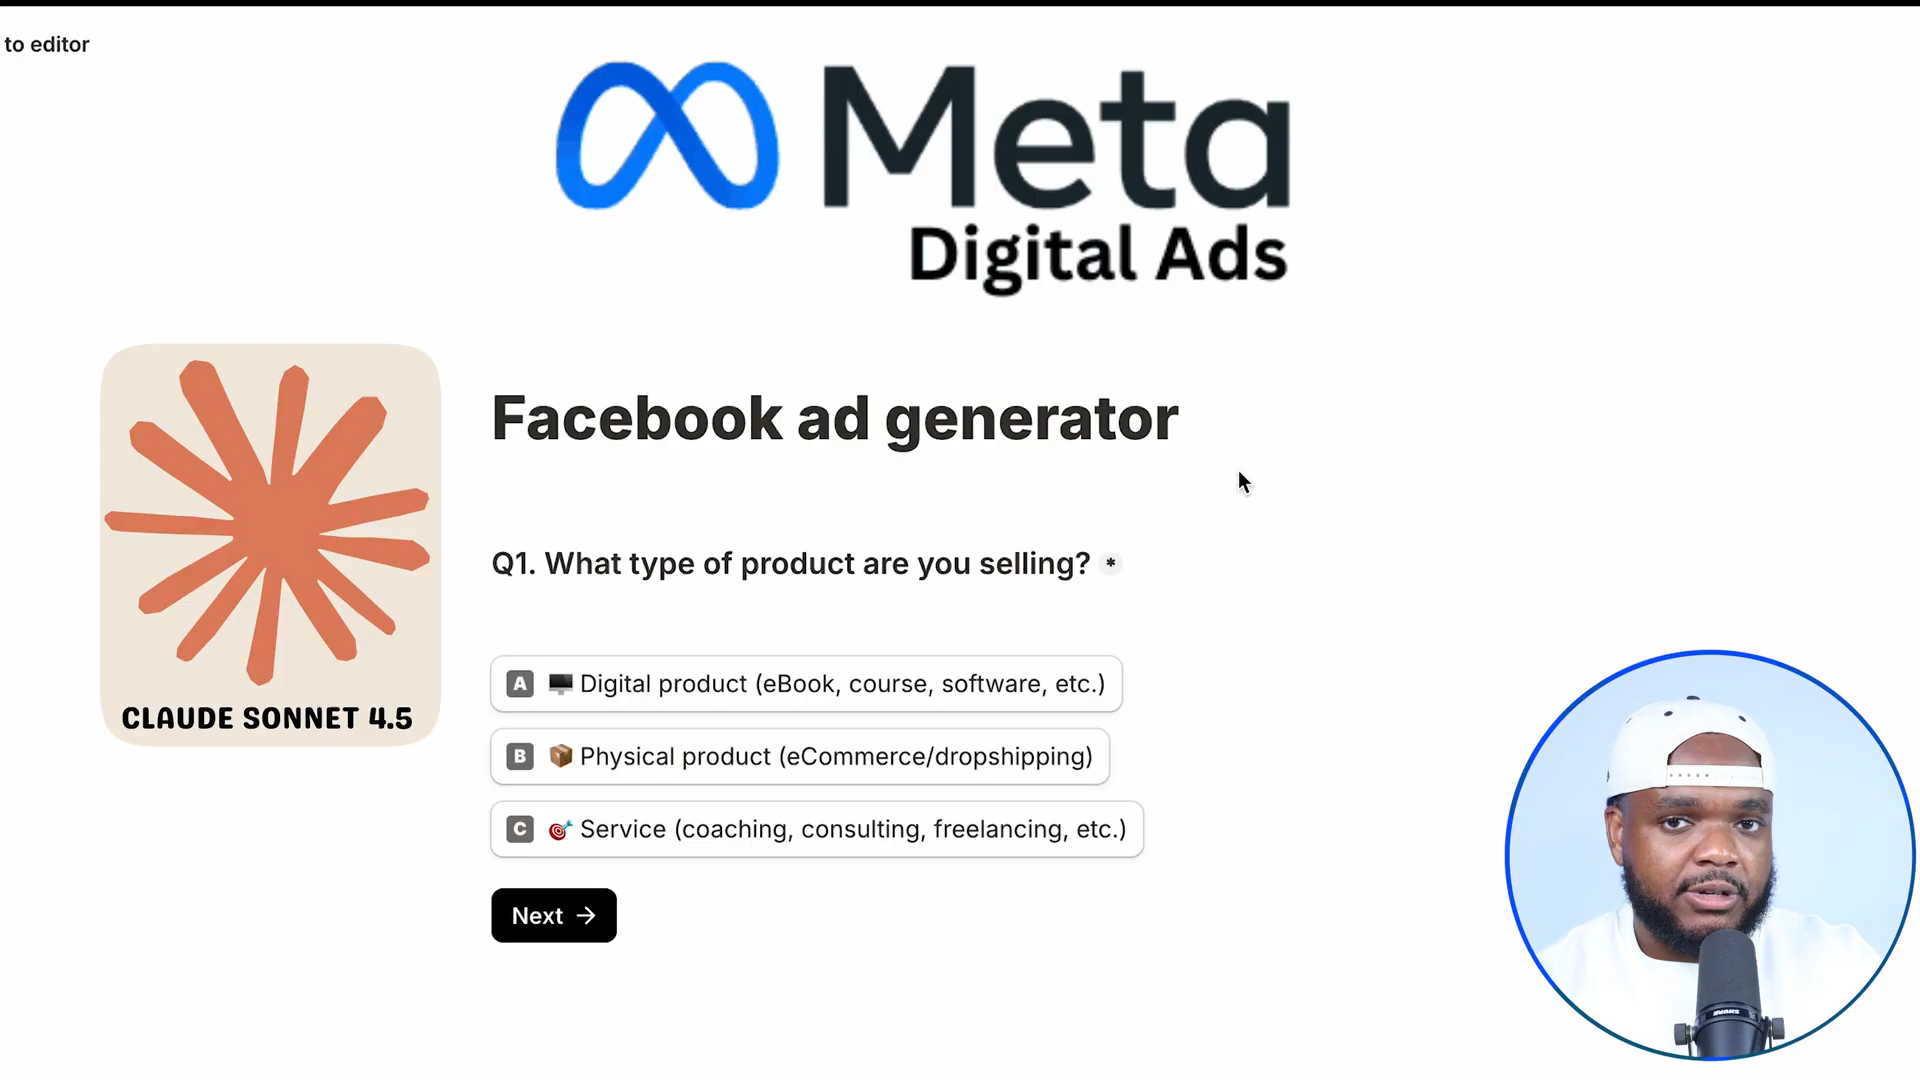 to editor
Meta
Digital Ads
Facebook ad generator
Q1. What type of product are you selling? *
A 🖥️ Digital product (eBook, course, software, etc.)
B 📦 Physical product (eCommerce/dropshipping)
C 🎯 Service (coaching, consulting, freelancing, etc.)
Next →
CLAUDE SONNET 4.5